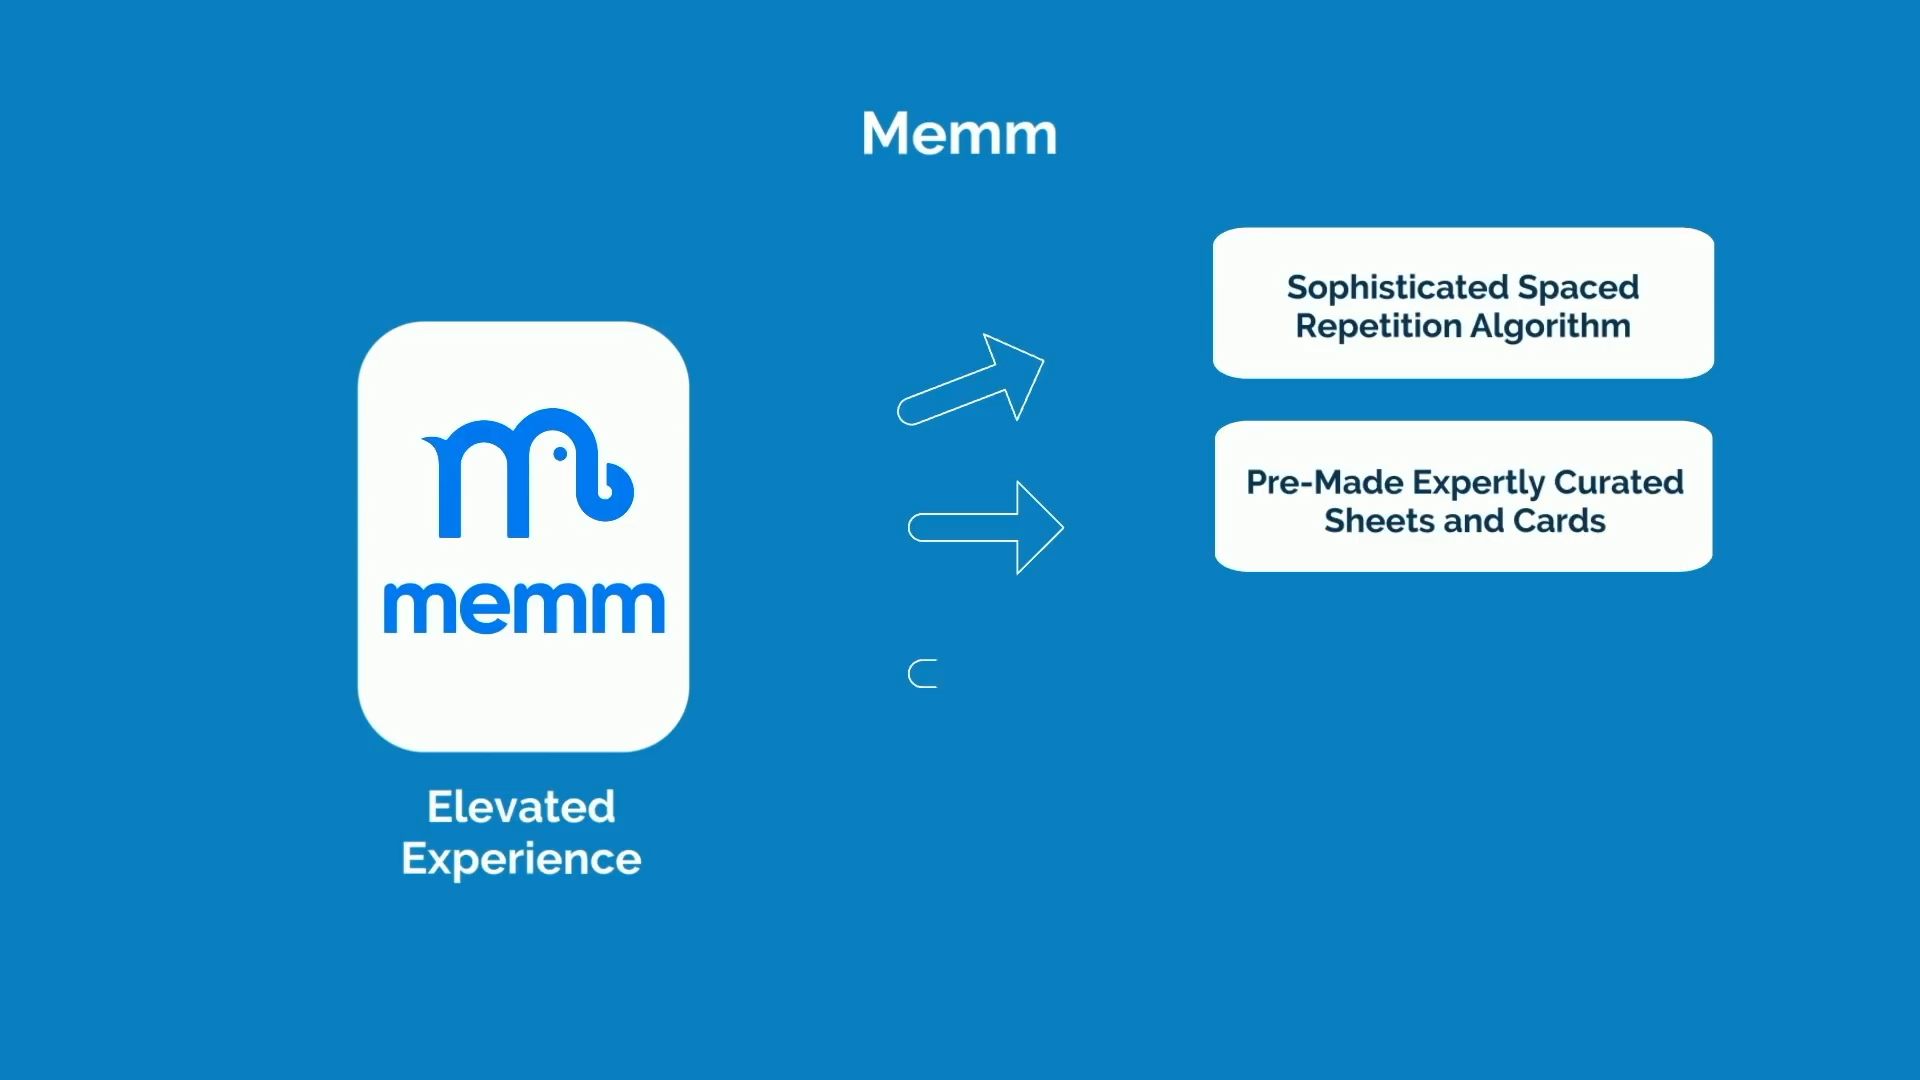 Memm
memm
Elevated
Experience
Sophisticated Spaced
Repetition Algorithm
Pre-Made Expertly Curated
Sheets and Cards